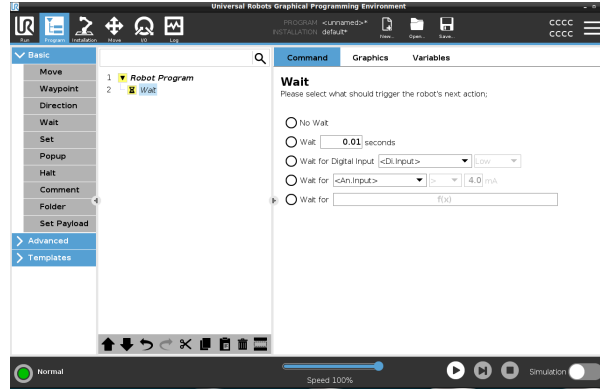 Universal Robots Graphical Programming Environment
UR
Run
Program
Installation
Move
I/O
Log
PROGRAM <unnamed>*
INSTALLATION default*
New...
Open...
Save...
CCCC
CCCC
Basic
Move
Waypoint
Direction
Wait
Set
Popup
Halt
Comment
Folder
Set Payload
Advanced
Templates
1 Robot Program
2 Wait
Command Graphics Variables
Wait
Please select what should trigger the robot's next action;
No Wait
Wait 0.01 seconds
Wait for Digital Input <Di.Input> Low
Wait for <An.Input> > 4.0 mA
Wait for f(x)
Normal
Speed 100%
Simulation